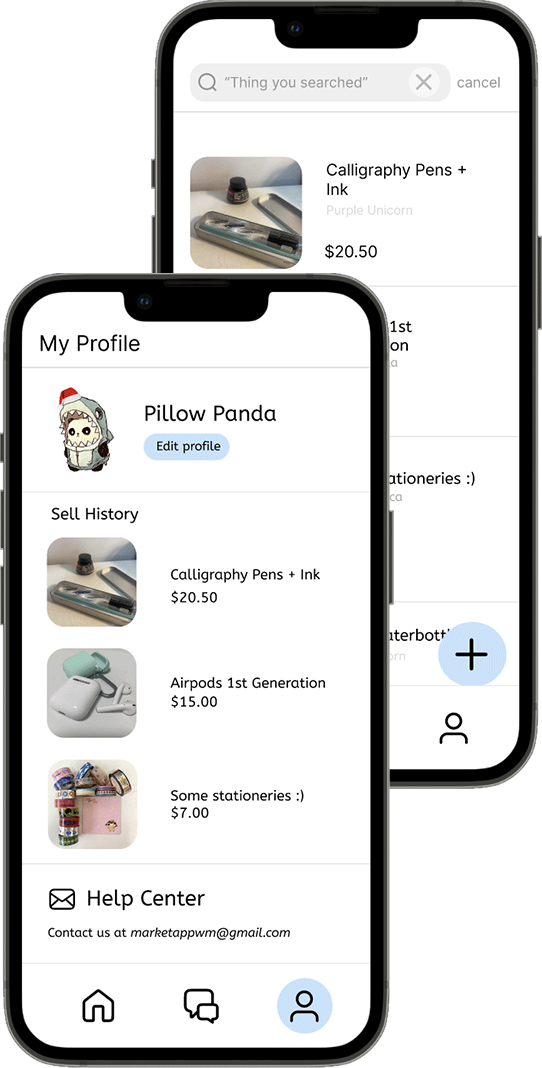 “Thing you searched”
cancel
Calligraphy Pens +
Ink
Purple Unicorn
$20.50
1st
on
a
ationeries :)
ca
aterbottl
orn
My Profile
Pillow Panda
Edit profile
Sell History
Calligraphy Pens + Ink
$20.50
Airpods 1st Generation
$15.00
Some stationeries :)
$7.00
Help Center
Contact us at marketappwm@gmail.com